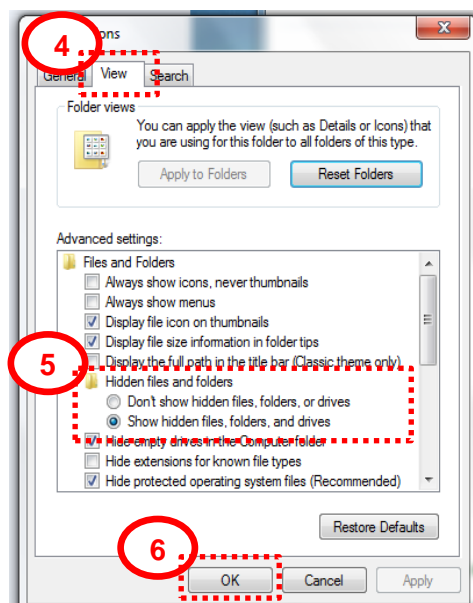 4
ons
General View Search
Folder views
You can apply the view (such as Details or Icons) that
you are using for this folder to all folders of this type.
Apply to Folders Reset Folders
Advanced settings:
Files and Folders
Always show icons, never thumbnails
Always show menus
Display file icon on thumbnails
Display file size information in folder tips
5
Display the full path in the title bar (Classic theme only)
Hidden files and folders
Don't show hidden files, folders, or drives
Show hidden files, folders, and drives
Hide empty drives in the Computer folder
Hide extensions for known file types
Hide protected operating system files (Recommended)
Restore Defaults
6
OK Cancel Apply